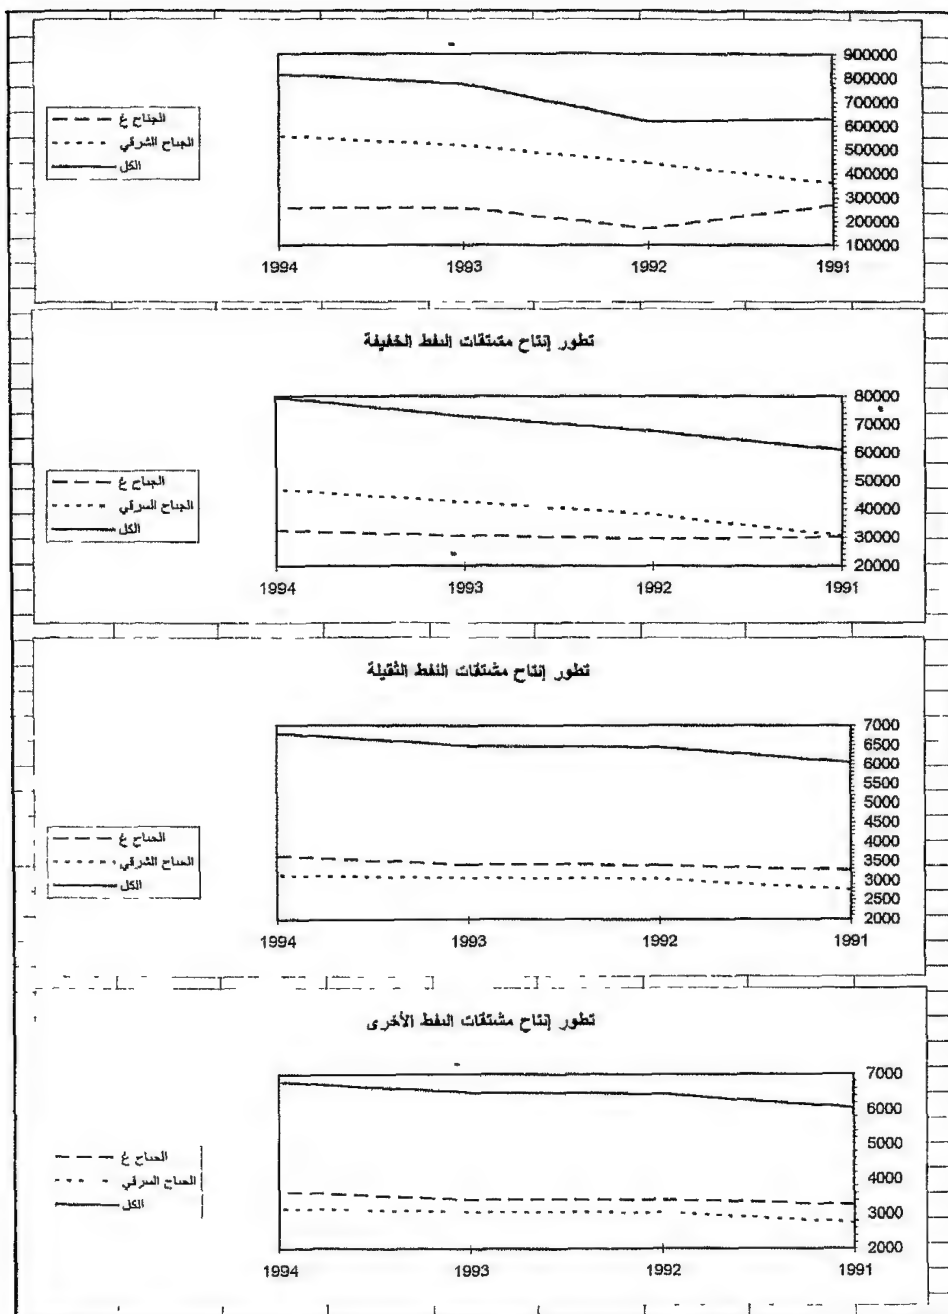 900000
800000
700000
600000
500000
400000
300000
200000
100000
الجناح غ
الجناح الشرقي
الكل
1994 1993 1992 1991
تطور إنتاج مشتقات النفط الخفيفة
80000
70000
60000
50000
40000
30000
20000
الجناح غ
الجناح السرقي
الكل
1994 1993 1992 1991
تطور إنتاج مشتقات النفط الثقيلة
7000
6500
6000
5500
5000
4500
4000
3500
3000
2500
2000
الجناح غ
الجناح الشرقي
الكل
1994 1993 1992 1991
تطور إنتاج مشتقات النفط الأخرى
7000
6000
5000
4000
3000
2000
الجناح غ
الجناح السرقي
الكل
1994 1993 1992 1991